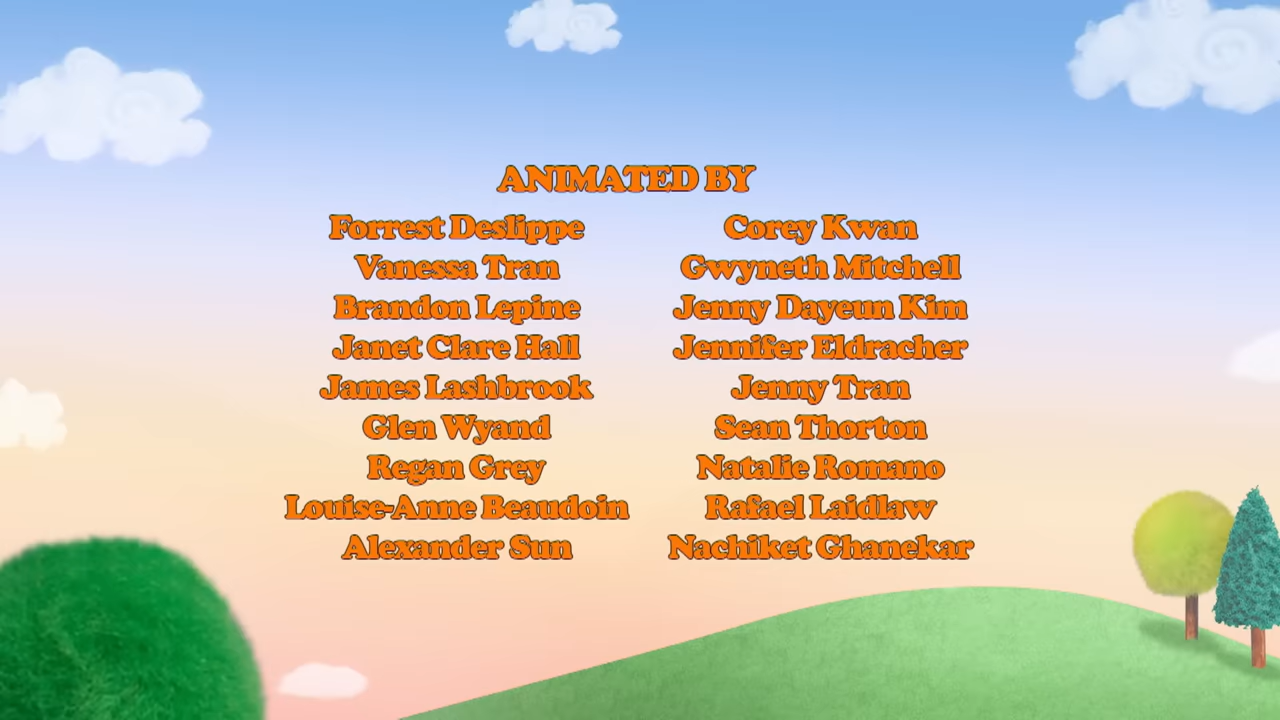 ANIMATED BY
Forrest Deslippe
Vanessa Tran
Brandon Lepine
Janet Clare Hall
James Lashbrook
Glen Wyand
Regan Grey
Louise-Anne Beaudoin
Alexander Sun
Corey Kwan
Gwyneth Mitchell
Jenny Dayeun Kim
Jennifer Eldracher
Jenny Tran
Sean Thorton
Natalie Romano
Rafael Laidlaw
Nachiket Ghanekar